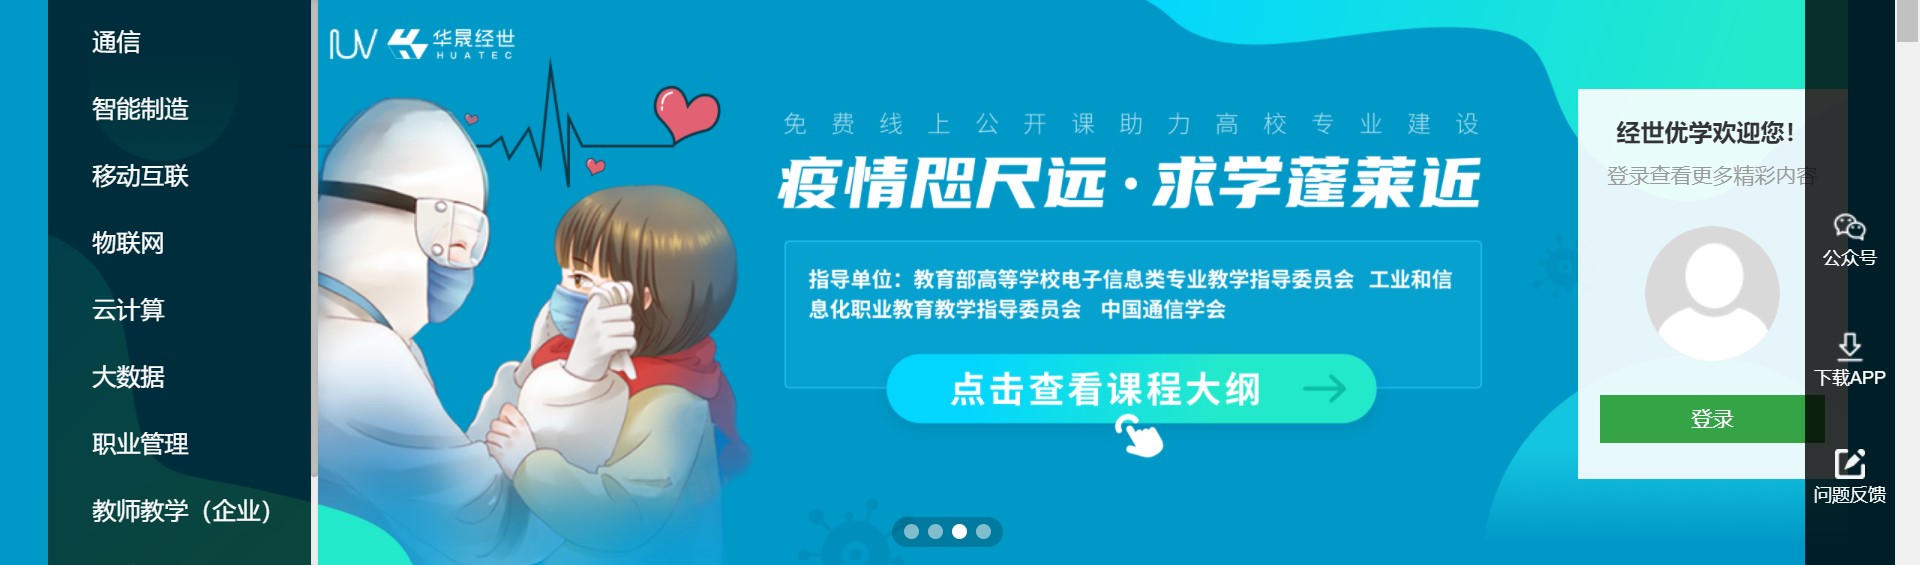 通信
智能制造
移动互联
物联网
云计算
大数据
职业管理
教师教学（企业）
IUV 华晟经世
HUATEC
免费线上公开课助力高校专业建设
疫情咫尺远·求学蓬莱近
指导单位：教育部高等学校电子信息类专业教学指导委员会 工业和信
息化职业教育教学指导委员会 中国通信学会
点击查看课程大纲
经世优学欢迎您！
登录查看更多精彩内容
登录
公众号
下载APP
问题反馈